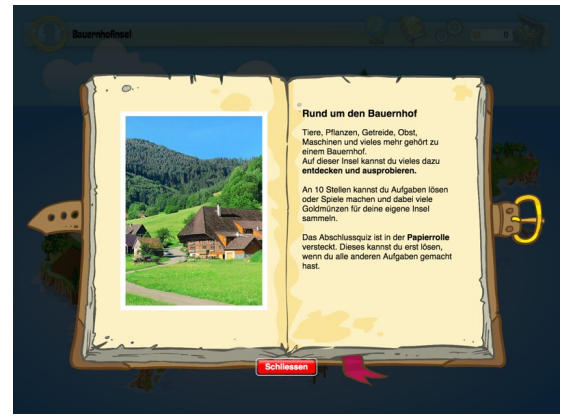 Bauernhofinsel
0
Rund um den Bauernhof
Tiere, Pflanzen, Getreide, Obst,
Maschinen und vieles mehr gehört zu
einem Bauernhof.
Auf dieser Insel kannst du vieles dazu
entdecken und ausprobieren.
An 10 Stellen kannst du Aufgaben lösen
oder Spiele machen und dabei viele
Goldmünzen für deine eigene Insel
sammeln.
Das Abschlussquiz ist in der Papierrolle
versteckt. Dieses kannst du erst lösen,
wenn du alle anderen Aufgaben gemacht
hast.
Schliessen